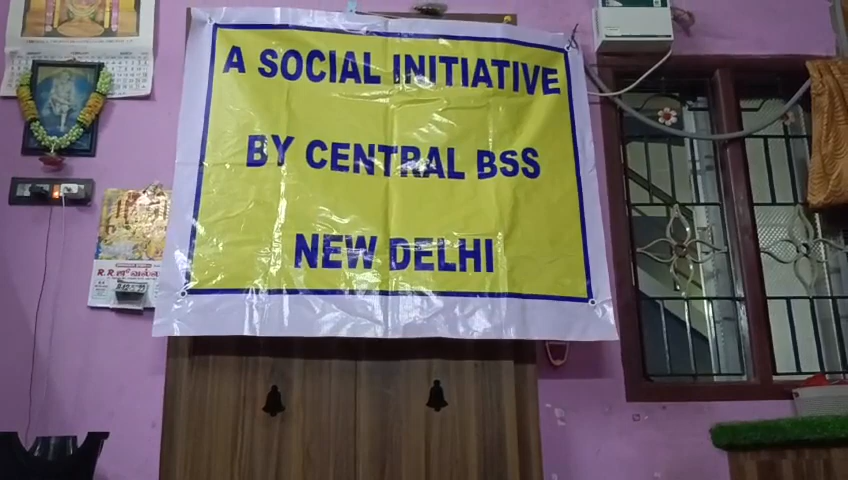 A SOCIAL INITIATIVE
BY CENTRAL BSS
NEW DELHI